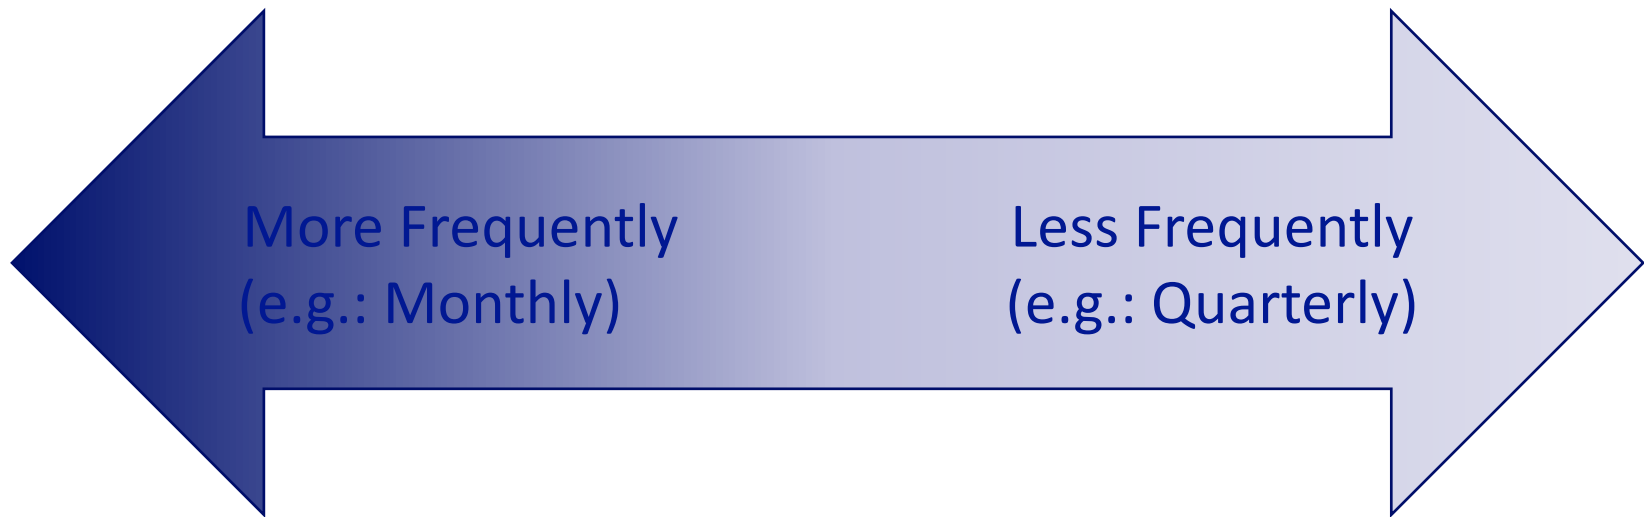 More Frequently
(e.g.: Monthly)
Less Frequently
(e.g.: Quarterly)